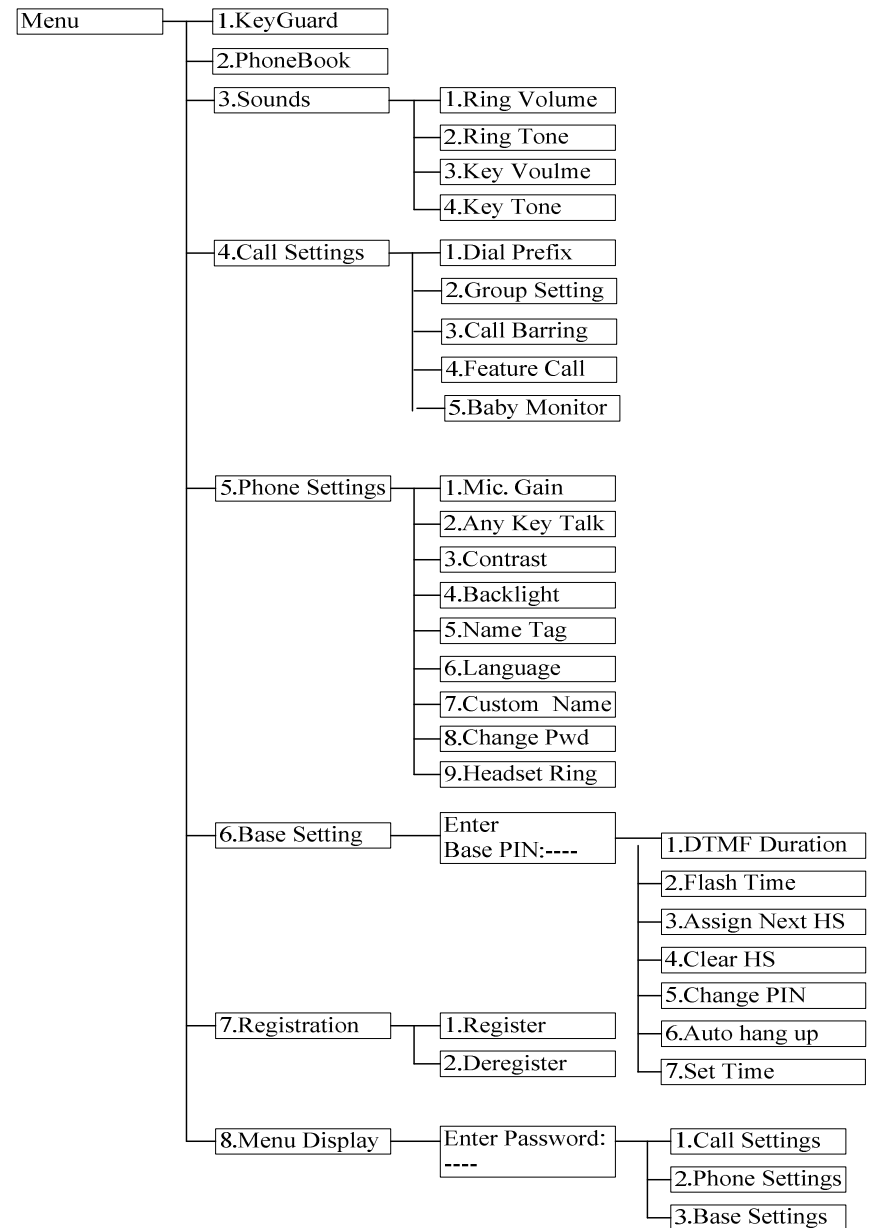 Menu
1.KeyGuard
2.PhoneBook
3.Sounds
1.Ring Volume
2.Ring Tone
3.Key Voulme
4.Key Tone
4.Call Settings
1.Dial Prefix
2.Group Setting
3.Call Barring
4.Feature Call
5.Baby Monitor
5.Phone Settings
1.Mic. Gain
2.Any Key Talk
3.Contrast
4.Backlight
5.Name Tag
6.Language
7.Custom Name
8.Change Pwd
9.Headset Ring
6.Base Setting
Enter
Base PIN:----
1.DTMF Duration
2.Flash Time
3.Assign Next HS
4.Clear HS
5.Change PIN
6.Auto hang up
7.Set Time
7.Registration
1.Register
2.Deregister
8.Menu Display
Enter Password:
----
1.Call Settings
2.Phone Settings
3.Base Settings